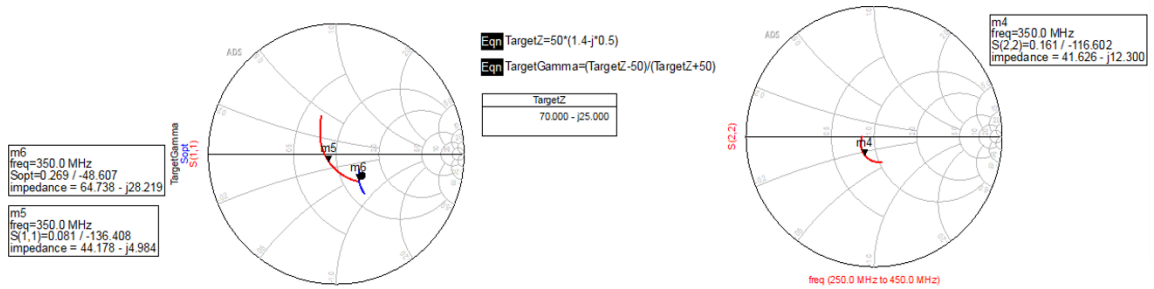 ADS
TargetGamma
Sopt
S(1,1)
m5
m6
m6
freq=350.0 MHz
Sopt=0.269 / -48.607
impedance = 64.738 - j28.219
m5
freq=350.0 MHz
S(1,1)=0.081 / -136.408
impedance = 44.178 - j4.984
Eqn TargetZ=50*(1.4-j*0.5)
Eqn TargetGamma=(TargetZ-50)/(TargetZ+50)
TargetZ
70.000 - j25.000
ADS
S(2,2)
m4
freq (250.0 MHz to 450.0 MHz)
m4
freq=350.0 MHz
S(2,2)=0.161 / -116.602
impedance = 41.626 - j12.300